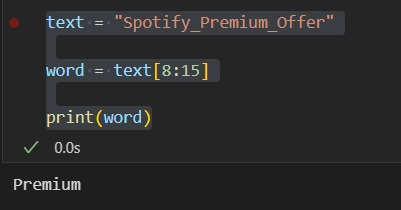 text = "Spotify_Premium_Offer"
word = text[8:15]
print(word)
0.0s
Premium